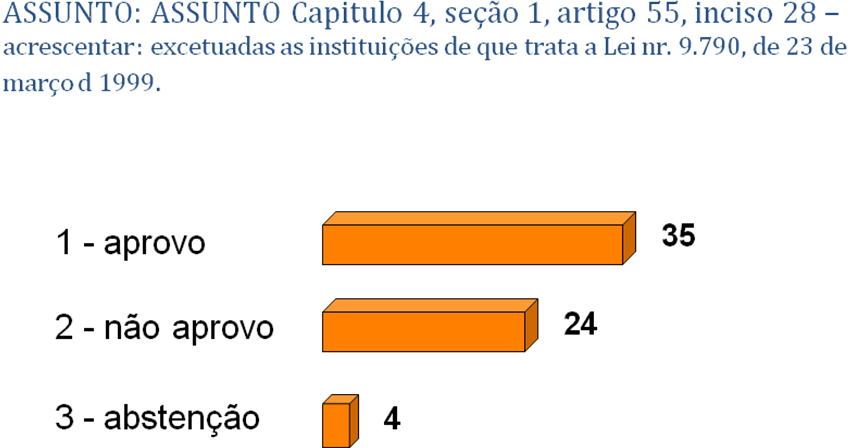 ASSUNTO: ASSUNTO Capitulo 4, seção 1, artigo 55, inciso 28 –
acrescentar: excetuadas as instituições de que trata a Lei nr. 9.790, de 23 de
março d 1999.
1 - aprovo 35
2 - não aprovo 24
3 - abstenção 4